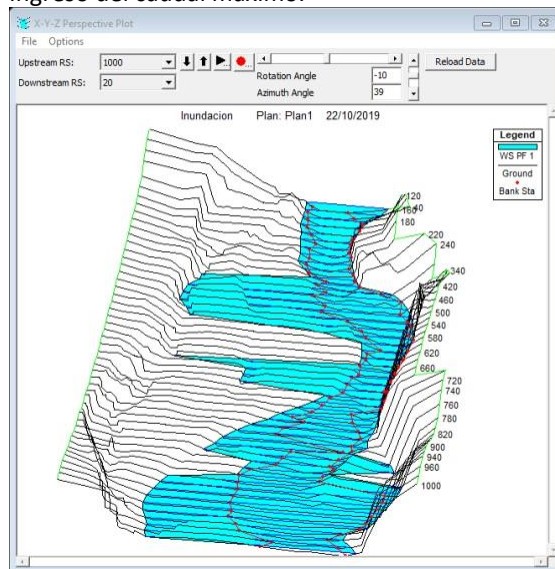 ingreso del caudal máximo.
X-Y-Z Perspective Plot
File Options
Upstream RS: 1000
Downstream RS: 20
Rotation Angle -10
Azimuth Angle 39
Reload Data
Inundacion Plan: Plan1 22/10/2019
Legend
WS PF 1
Ground
Bank Sta
120
160
40
180
220
240
340
420
460
500
540
580
620
660
720
740
760
780
820
900
940
960
1000